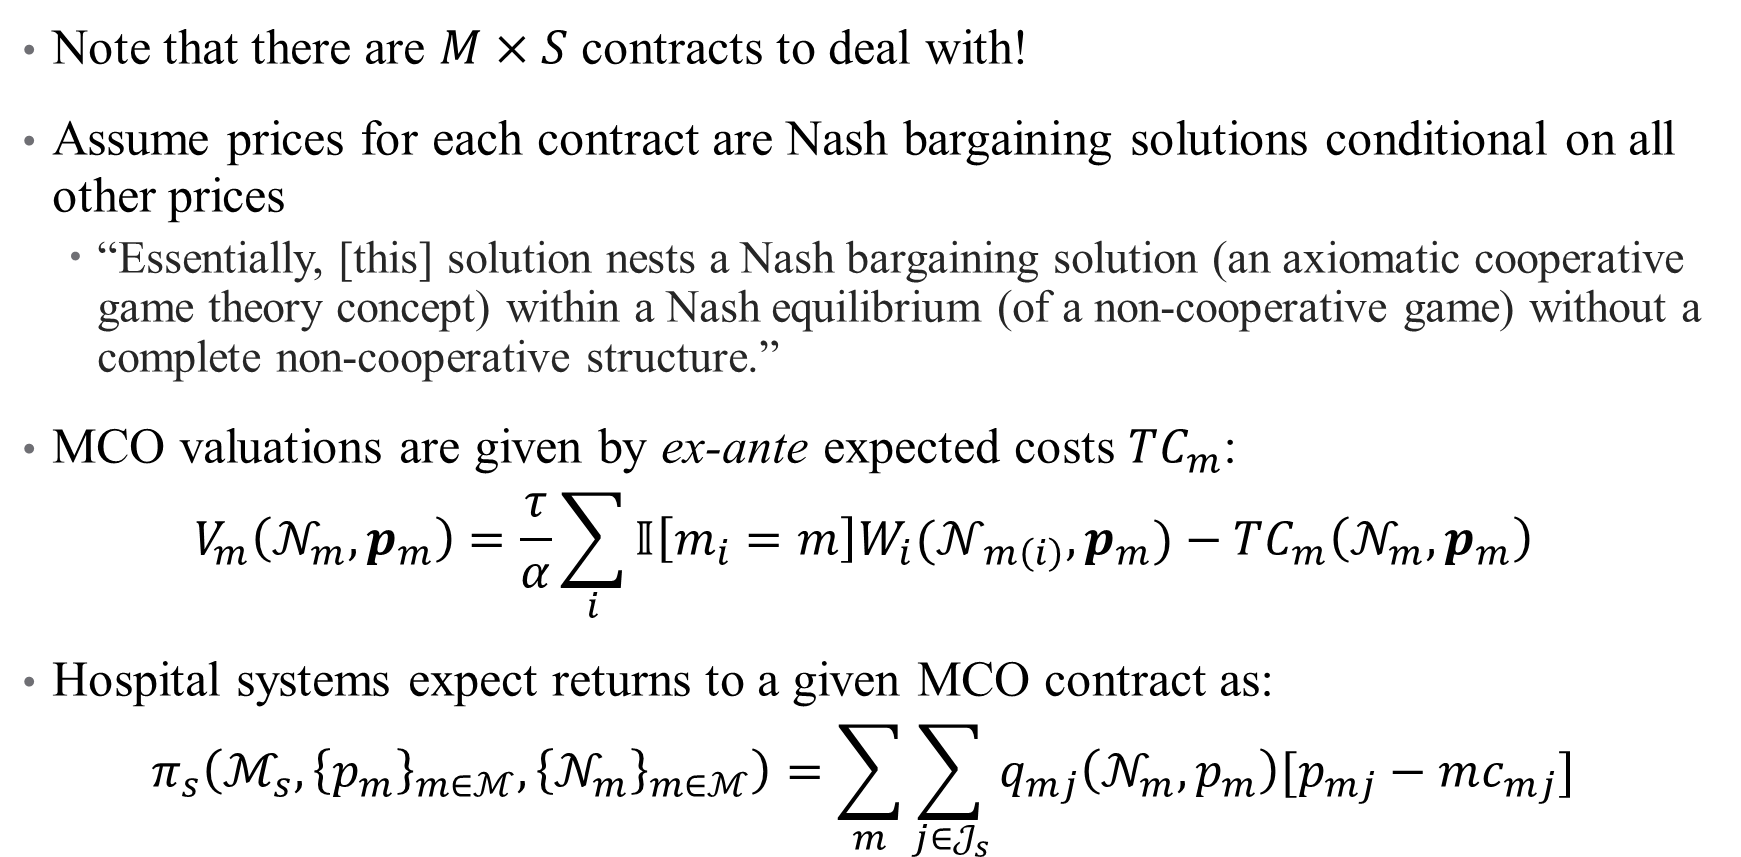 • Note that there are 𝑀 × 𝑆 contracts to deal with!
• Assume prices for each contract are Nash bargaining solutions conditional on all
other prices
• “Essentially, [this] solution nests a Nash bargaining solution (an axiomatic cooperative
game theory concept) within a Nash equilibrium (of a non-cooperative game) without a
complete non-cooperative structure.”
• MCO valuations are given by ex-ante expected costs 𝑇𝐶ₘ:
V_m(𝒩_m, 𝒑_m) = τ/α ∑_i 𝕀[m_i = m]W_i(𝒩_{m(i)}, 𝒑_m) − TC_m(𝒩_m, 𝒑_m)
• Hospital systems expect returns to a given MCO contract as:
π_s(ℳ_s, {p_m}_{m∈ℳ}, {𝒩_m}_{m∈ℳ}) = ∑_m ∑_{j∈𝒥_s} q_{mj}(𝒩_m, p_m)[p_{mj} − mc_{mj}]